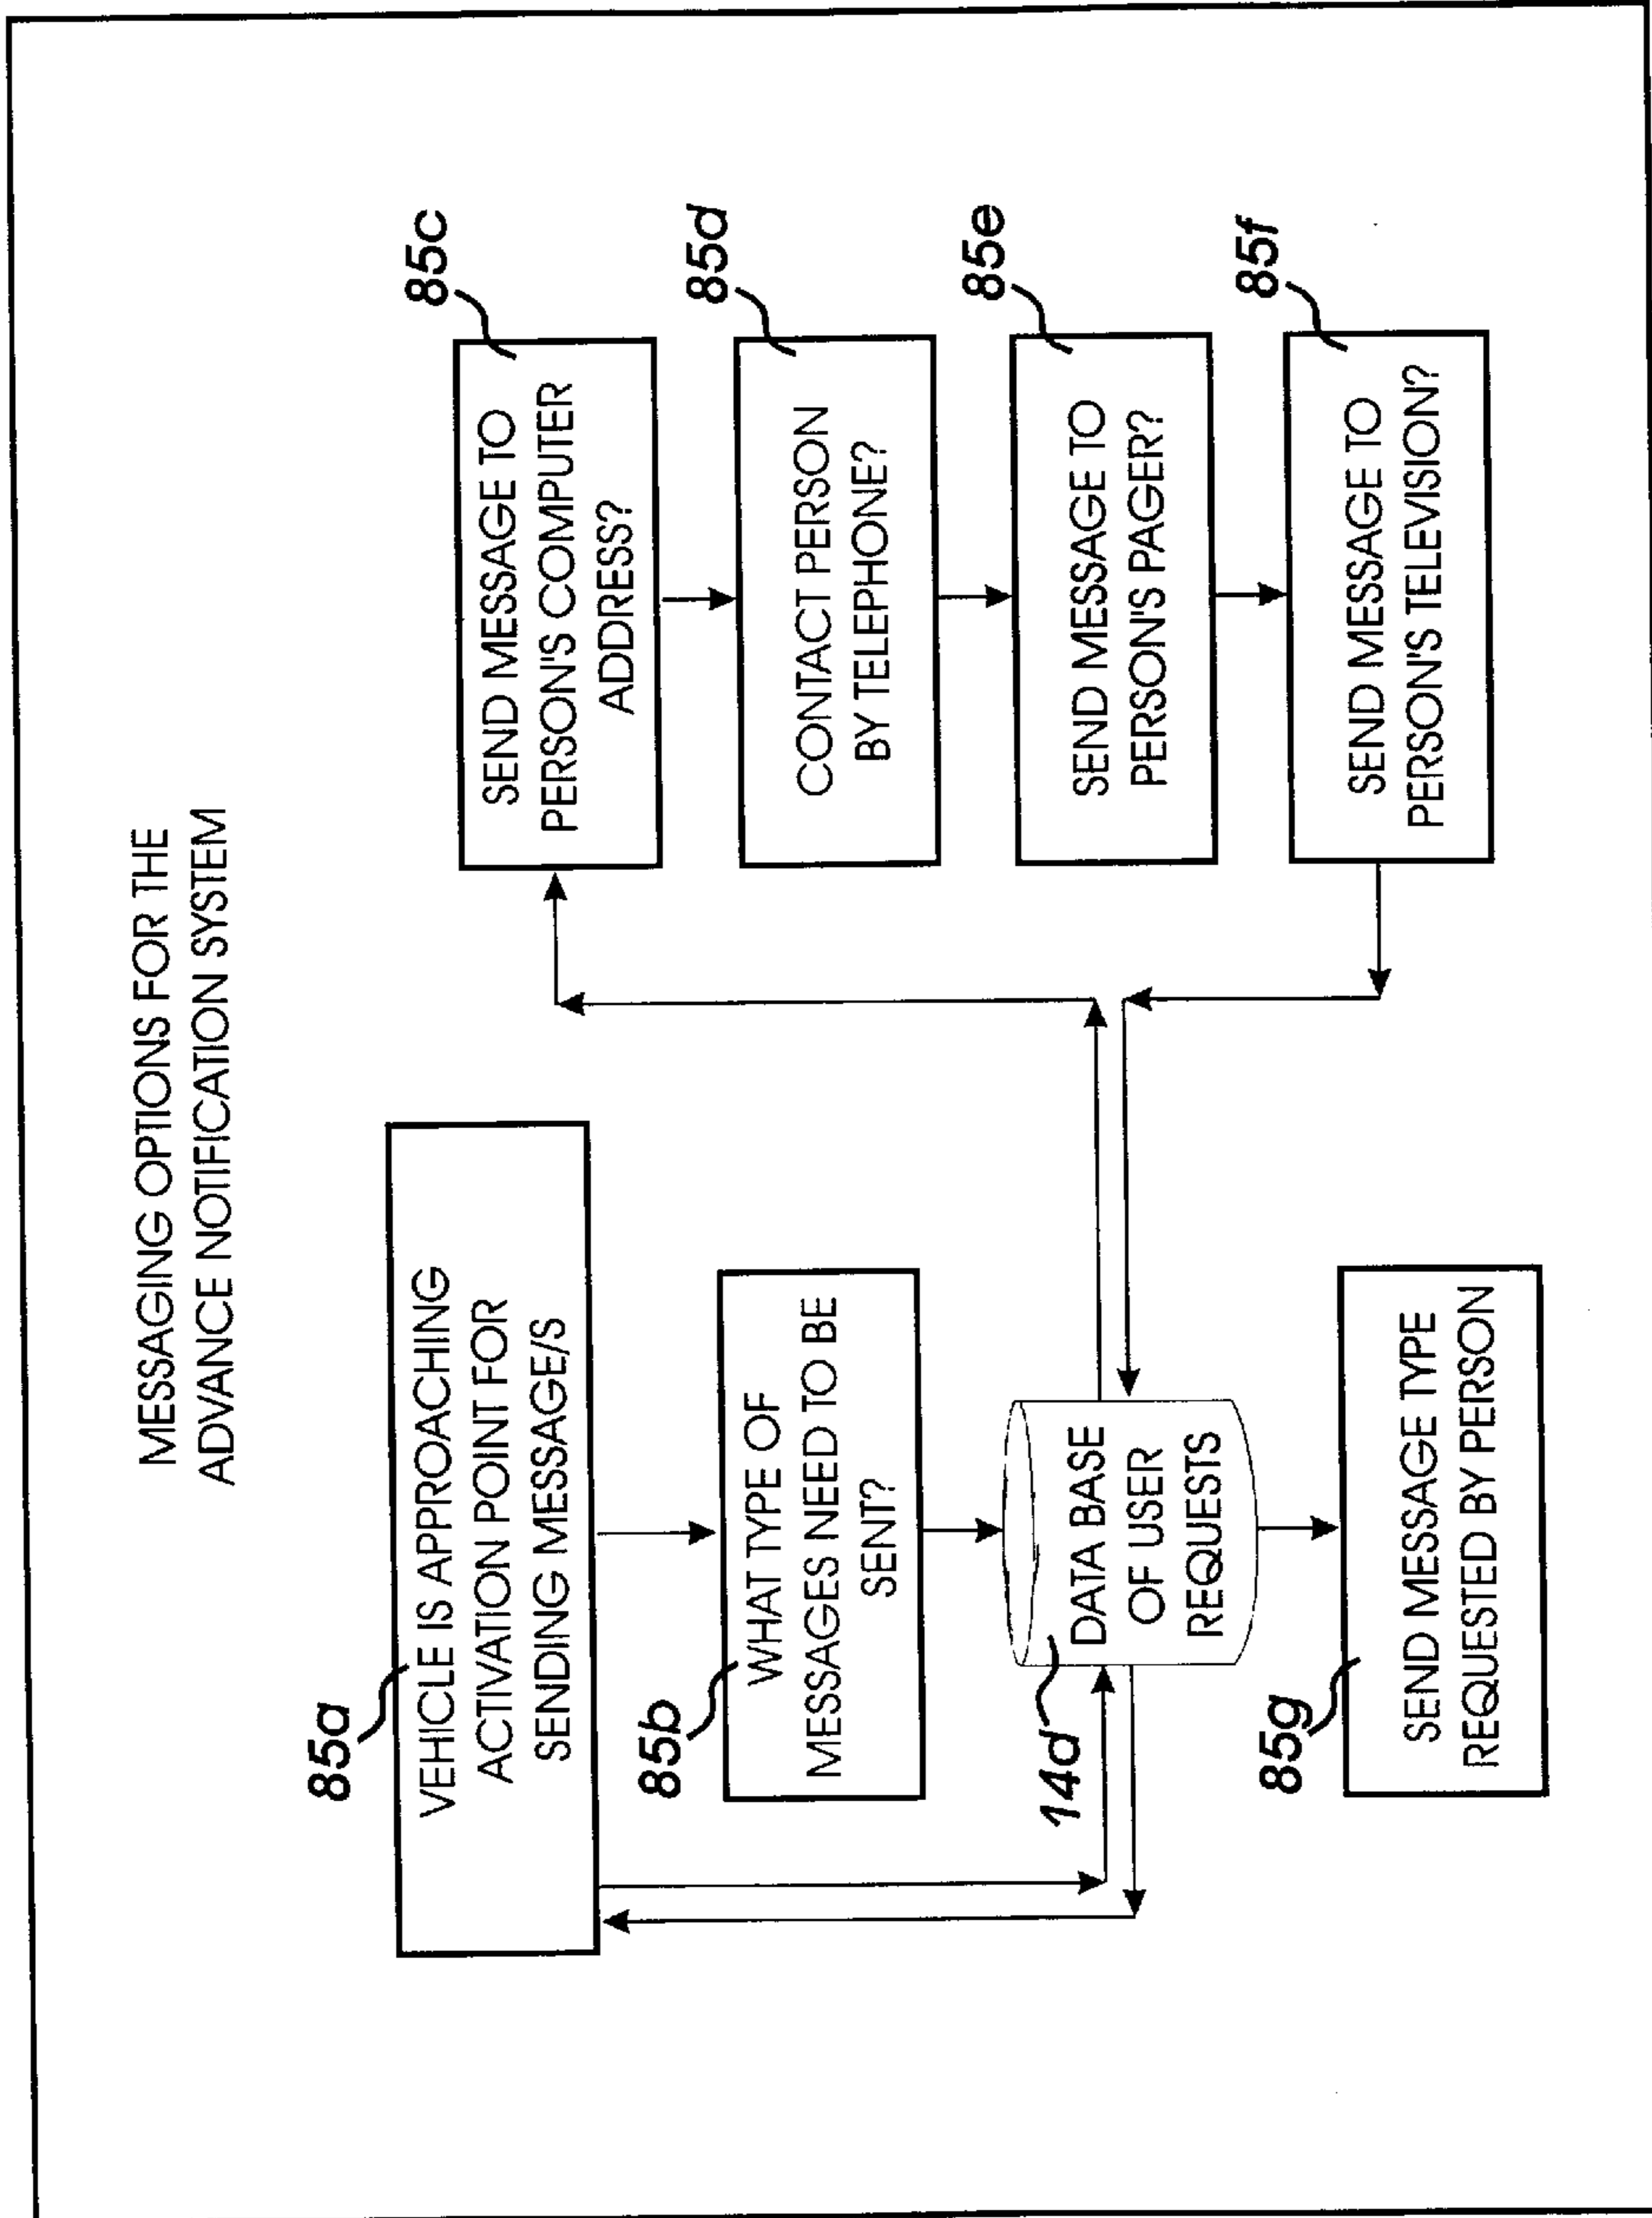 MESSAGING OPTIONS FOR THE
ADVANCE NOTIFICATION SYSTEM
85a
VEHICLE IS APPROACHING
ACTIVATION POINT FOR
SENDING MESSAGE/S
85b
WHAT TYPE OF
MESSAGES NEED TO BE
SENT?
14d
DATA BASE
OF USER
REQUESTS
85g
SEND MESSAGE TYPE
REQUESTED BY PERSON
85c
SEND MESSAGE TO
PERSON'S COMPUTER
ADDRESS?
85d
CONTACT PERSON
BY TELEPHONE?
85e
SEND MESSAGE TO
PERSON'S PAGER?
85f
SEND MESSAGE TO
PERSON'S TELEVISION?